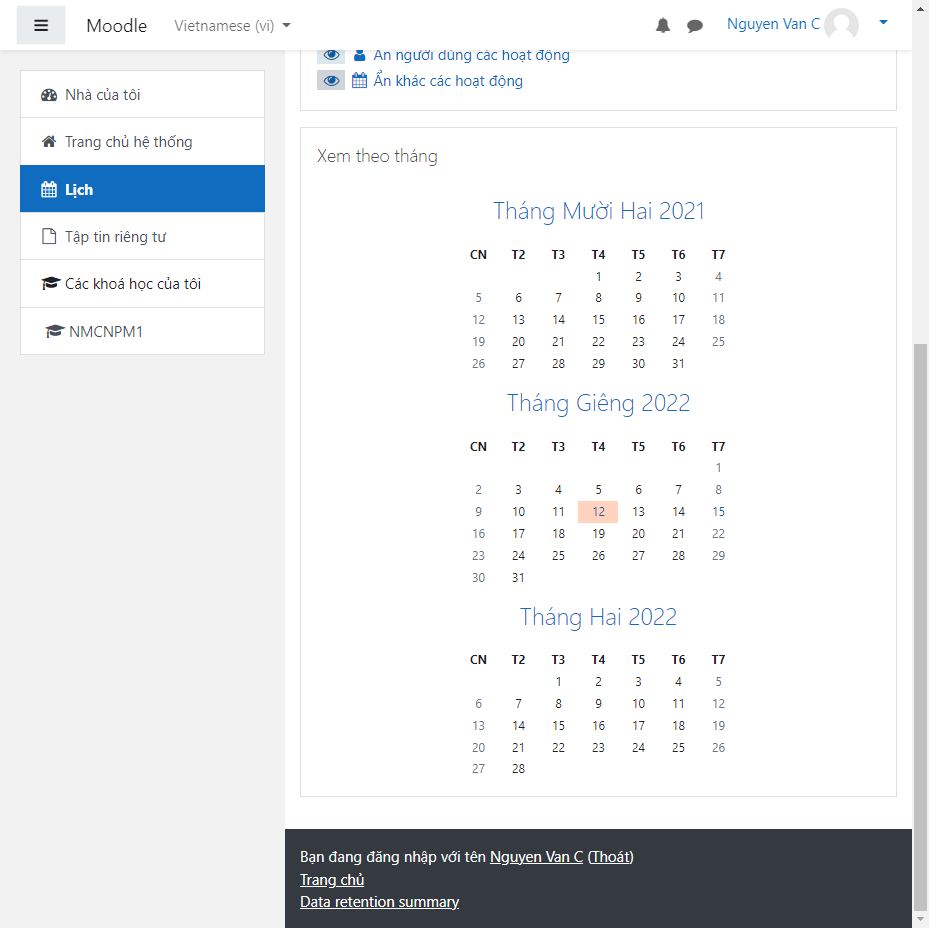 Moodle Vietnamese (vi) Nguyen Van C
Nhà của tôi
Trang chủ hệ thống
Lịch
Tập tin riêng tư
Các khoá học của tôi
NMCNPM1
Ẩn người dùng các hoạt động
Ẩn khác các hoạt động
Xem theo tháng
Tháng Mười Hai 2021
CN T2 T3 T4 T5 T6 T7
1 2 3 4
5 6 7 8 9 10 11
12 13 14 15 16 17 18
19 20 21 22 23 24 25
26 27 28 29 30 31
Tháng Giêng 2022
CN T2 T3 T4 T5 T6 T7
1
2 3 4 5 6 7 8
9 10 11 12 13 14 15
16 17 18 19 20 21 22
23 24 25 26 27 28 29
30 31
Tháng Hai 2022
CN T2 T3 T4 T5 T6 T7
1 2 3 4 5
6 7 8 9 10 11 12
13 14 15 16 17 18 19
20 21 22 23 24 25 26
27 28
Bạn đang đăng nhập với tên Nguyen Van C (Thoát)
Trang chủ
Data retention summary